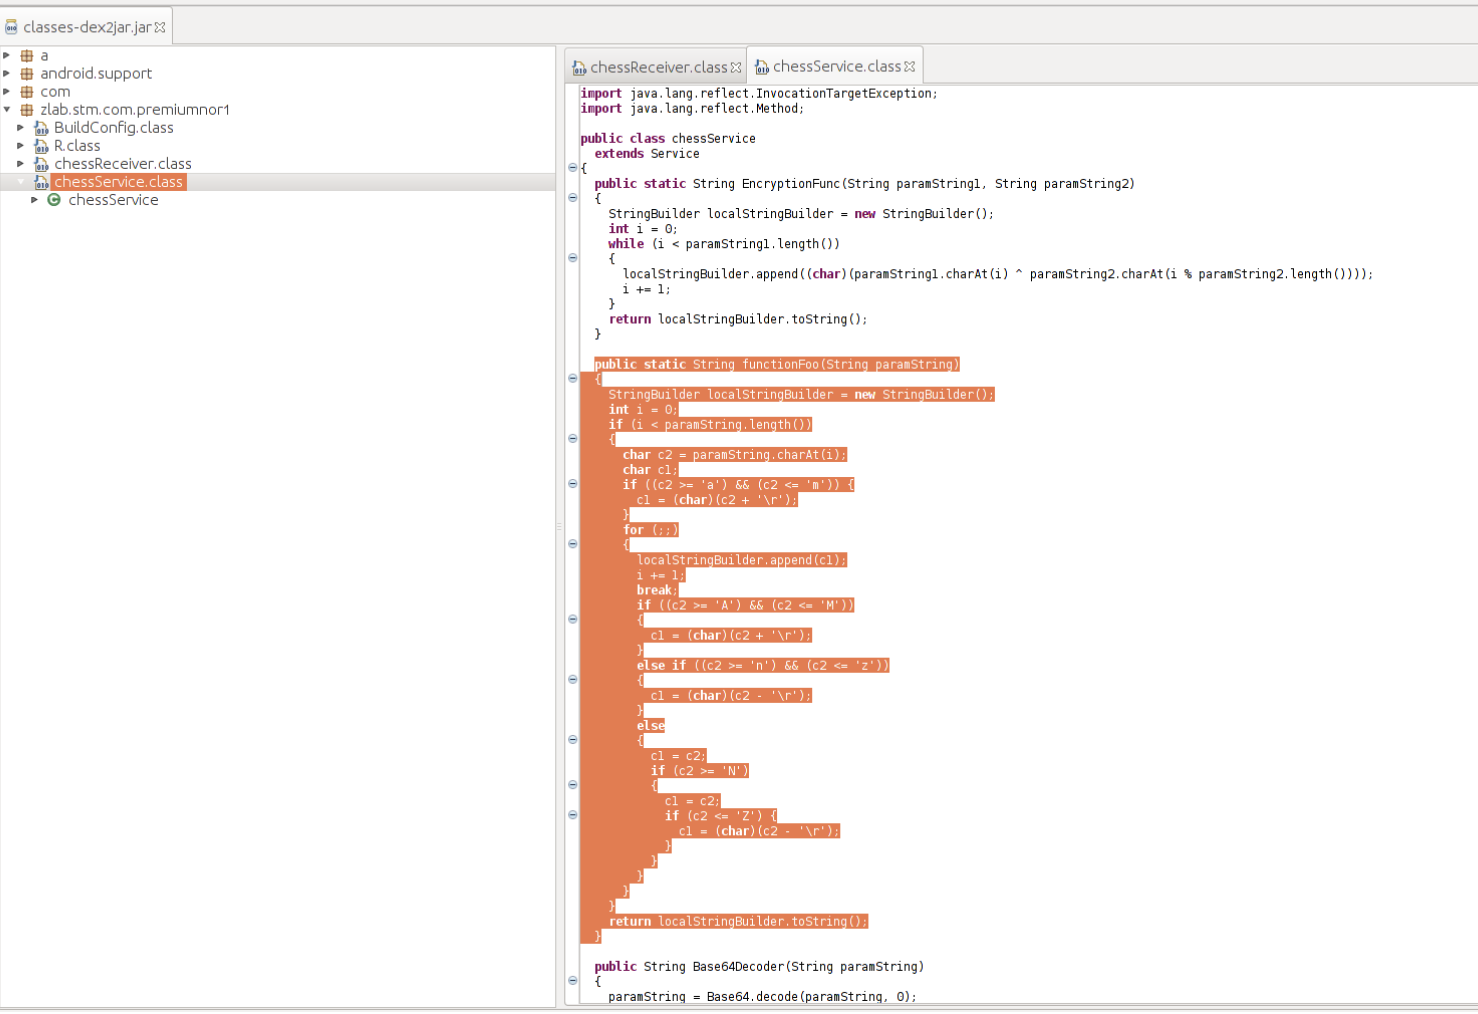 classes-dex2jar.jar
a
android.support
com
zlab.stm.com.premiumnor1
BuildConfig.class
R.class
chessReceiver.class
chessService.class
chessService
chessReceiver.class
chessService.class
import java.lang.reflect.InvocationTargetException;
import java.lang.reflect.Method;
public class chessService
extends Service
{
public static String EncryptionFunc(String paramString1, String paramString2)
{
StringBuilder localStringBuilder = new StringBuilder();
int i = 0;
while (i < paramString1.length())
{
localStringBuilder.append((char)(paramString1.charAt(i) ^ paramString2.charAt(i % paramString2.length())));
i += 1;
}
return localStringBuilder.toString();
}
public static String functionFoo(String paramString)
{
StringBuilder localStringBuilder = new StringBuilder();
int i = 0;
if (i < paramString.length())
{
char c2 = paramString.charAt(i);
char c1;
if ((c2 >= 'a') && (c2 <= 'm')) {
c1 = (char)(c2 + '\r');
}
for (;;)
{
localStringBuilder.append(c1);
i += 1;
break;
if ((c2 >= 'A') && (c2 <= 'M'))
{
c1 = (char)(c2 + '\r');
}
else if ((c2 >= 'n') && (c2 <= 'z'))
{
c1 = (char)(c2 - '\r');
}
else
{
c1 = c2;
if (c2 >= 'N')
{
c1 = c2;
if (c2 <= 'Z') {
c1 = (char)(c2 - '\r');
}
}
}
}
}
return localStringBuilder.toString();
}
public String Base64Decoder(String paramString)
{
paramString = Base64.decode(paramString, 0);